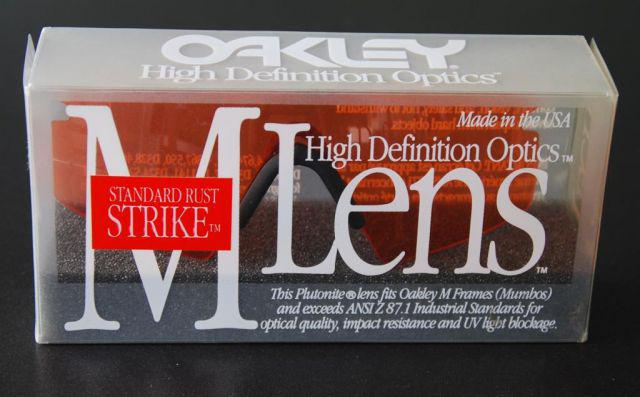 OAKLEY
High Definition Optics™
Made in the USA
High Definition Optics™
M Lens™
STANDARD RUST
STRIKE™
This Plutonite® lens fits Oakley M Frames (Mumbos)
and exceeds ANSI Z 87.1 Industrial Standards for
optical quality, impact resistance and UV light blockage.